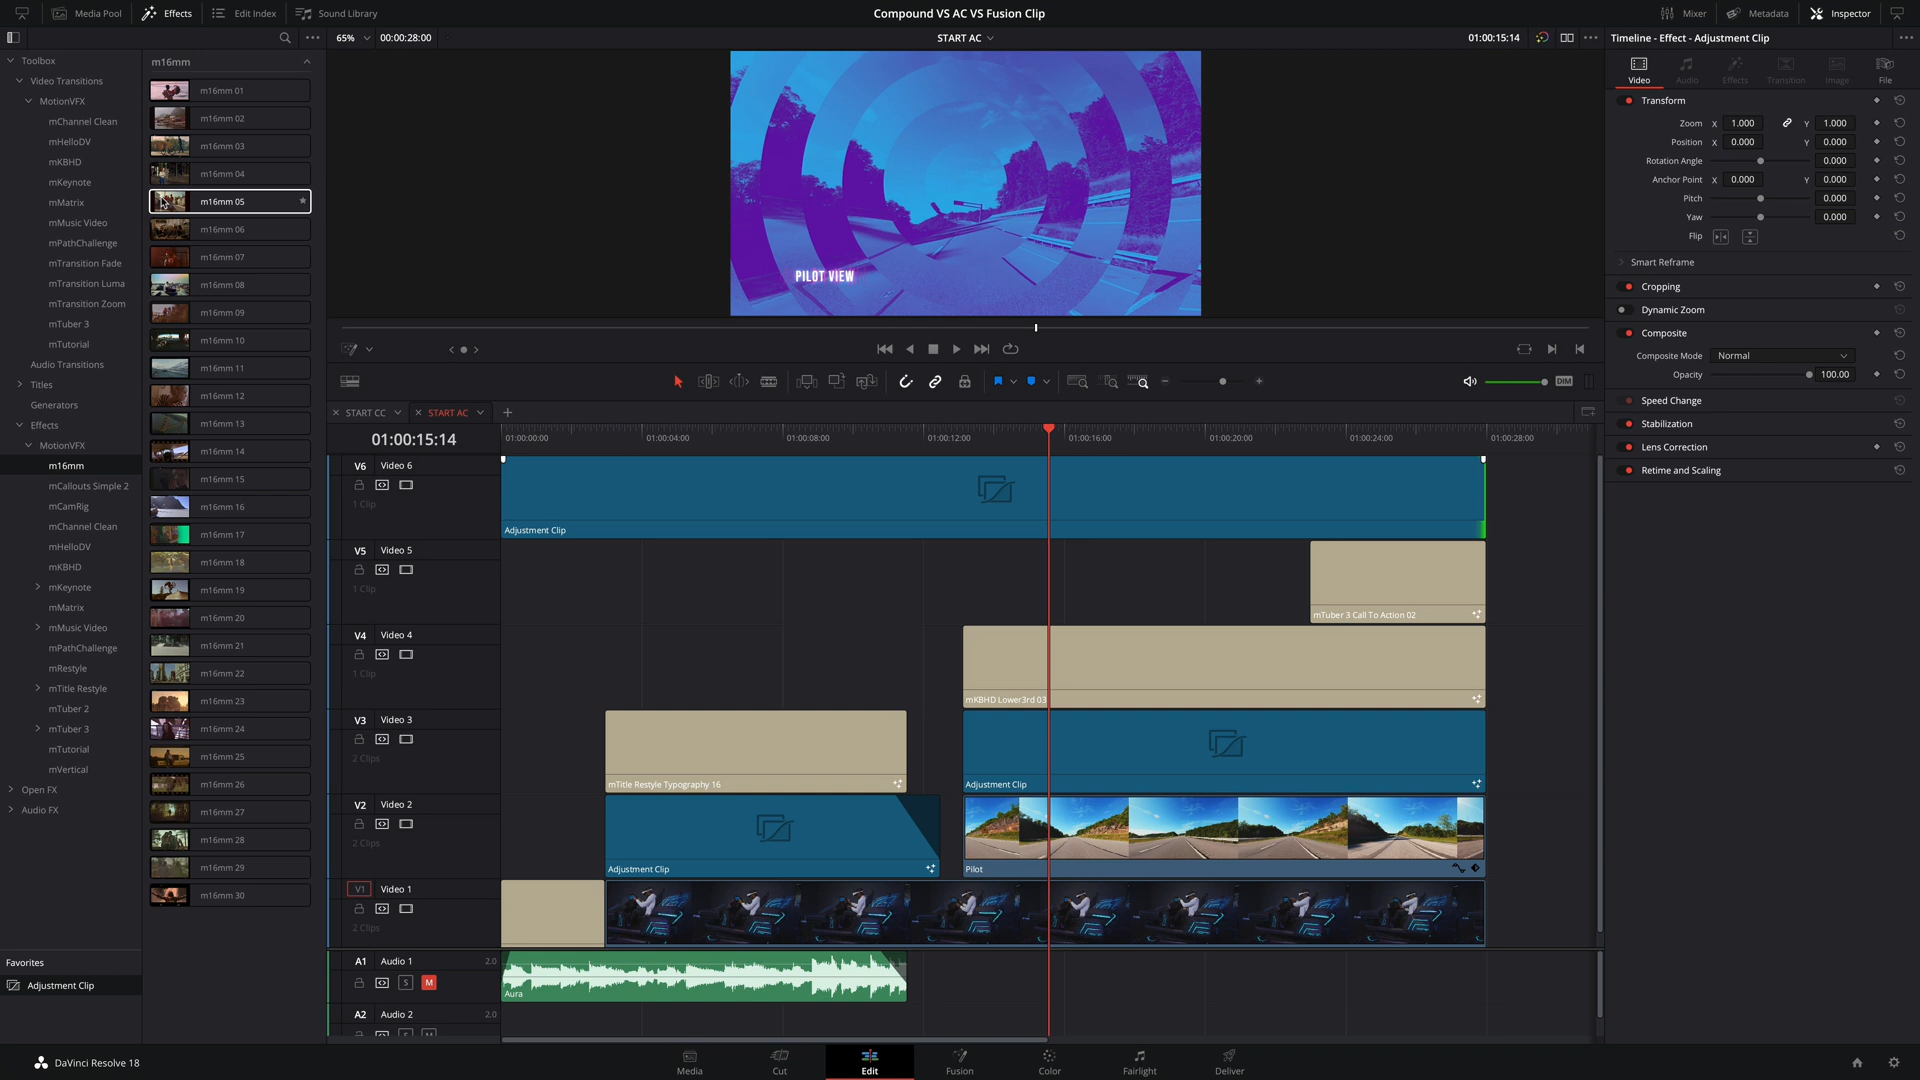 Media Pool
Effects
Edit Index
Sound Library
Compound VS AC VS Fusion Clip
Mixer
Metadata
Inspector
65%
00:00:28:00
START AC
01:00:15:14
Timeline - Effect - Adjustment Clip
Toolbox
Video Transitions
MotionVFX
mChannel Clean
mHelloDV
mKBHD
mKeynote
mMatrix
mMusic Video
mPathChallenge
mTransition Fade
mTransition Luma
mTransition Zoom
mTuber 3
mTutorial
Audio Transitions
Titles
Generators
Effects
MotionVFX
m16mm
mCallouts Simple 2
mCamRig
mChannel Clean
mHelloDV
mKBHD
mKeynote
mMatrix
mMusic Video
mPathChallenge
mRestyle
mTitle Restyle
mTuber 2
mTuber 3
mTutorial
mVertical
Open FX
Audio FX
Favorites
Adjustment Clip
m16mm
m16mm 01
m16mm 02
m16mm 03
m16mm 04
m16mm 05
m16mm 06
m16mm 07
m16mm 08
m16mm 09
m16mm 10
m16mm 11
m16mm 12
m16mm 13
m16mm 14
m16mm 15
m16mm 16
m16mm 17
m16mm 18
m16mm 19
m16mm 20
m16mm 21
m16mm 22
m16mm 23
m16mm 24
m16mm 25
m16mm 26
m16mm 27
m16mm 28
m16mm 29
m16mm 30
PILOT VIEW
DIM
START CC
START AC
01:00:15:14
01:00:00:00
01:00:04:00
01:00:08:00
01:00:12:00
01:00:16:00
01:00:20:00
01:00:24:00
01:00:28:00
V6 Video 6
1 Clip
Adjustment Clip
V5 Video 5
1 Clip
mTuber 3 Call To Action 02
V4 Video 4
1 Clip
mKBHD Lower3rd 03
V3 Video 3
2 Clips
mTitle Restyle Typography 16
Adjustment Clip
V2 Video 2
2 Clips
Adjustment Clip
Pilot
V1 Video 1
2 Clips
A1 Audio 1 2.0
S M
Aura
A2 Audio 2 2.0
S M
Video
Audio
Effects
Transition
Image
File
Transform
Zoom X 1.000 Y 1.000
Position X 0.000 Y 0.000
Rotation Angle 0.000
Anchor Point X 0.000 Y 0.000
Pitch 0.000
Yaw 0.000
Flip
Smart Reframe
Cropping
Dynamic Zoom
Composite
Composite Mode Normal
Opacity 100.00
Speed Change
Stabilization
Lens Correction
Retime and Scaling
DaVinci Resolve 18
Media
Cut
Edit
Fusion
Color
Fairlight
Deliver